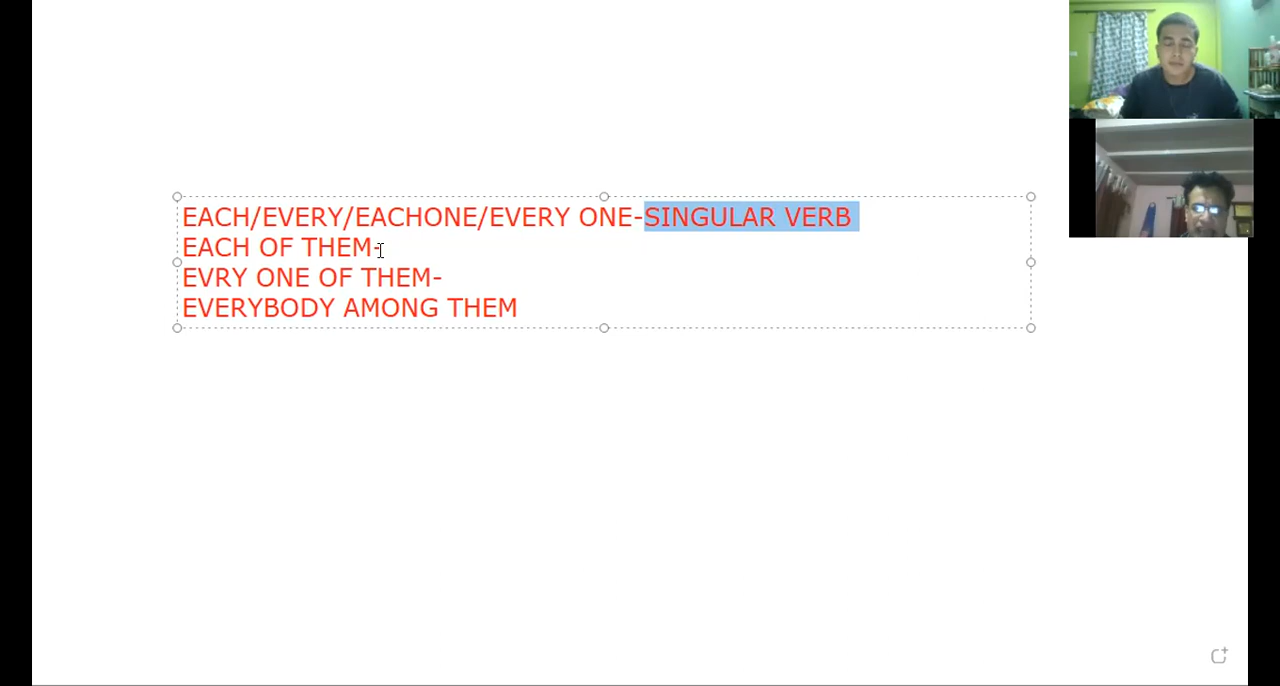 EACH/EVERY/EACHONE/EVERY ONE-SINGULAR VERB
EACH OF THEM-
EVRY ONE OF THEM-
EVERYBODY AMONG THEM